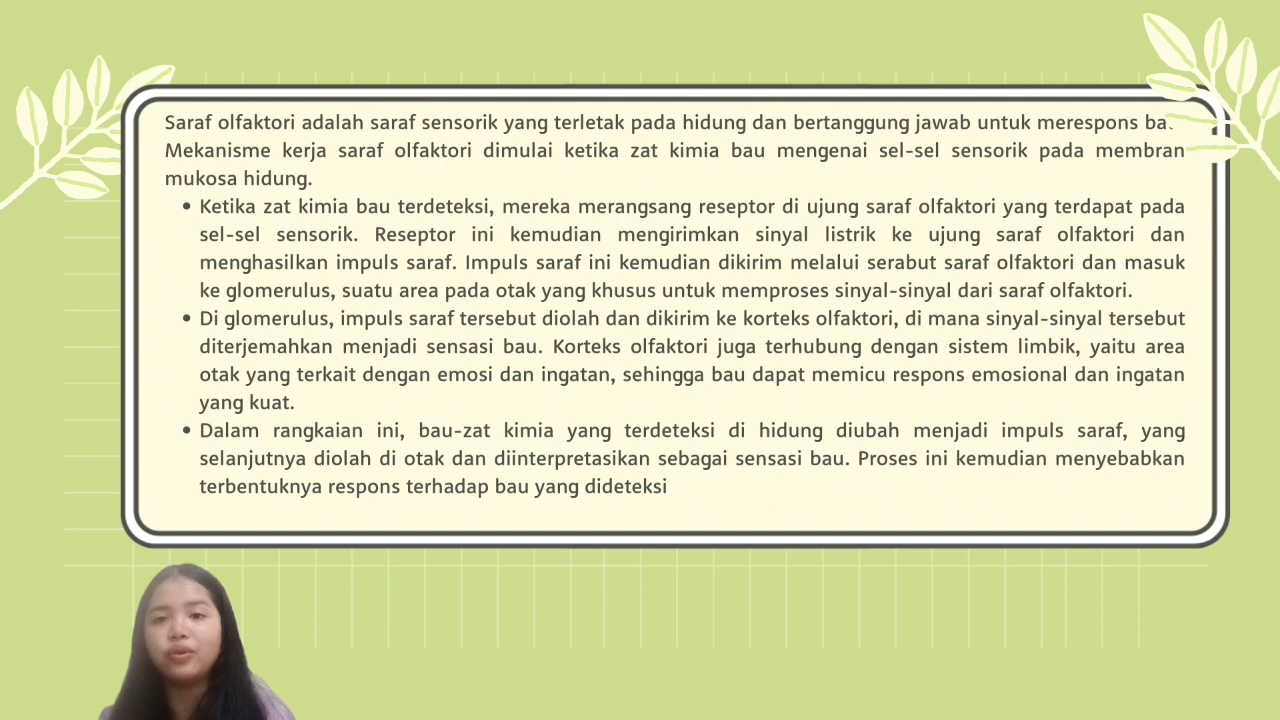 Saraf olfaktori adalah saraf sensorik yang terletak pada hidung dan bertanggung jawab untuk merespons
Mekanisme kerja saraf olfaktori dimulai ketika zat kimia bau mengenai sel-sel sensorik pada membran
mukosa hidung.
• Ketika zat kimia bau terdeteksi, mereka merangsang reseptor di ujung saraf olfaktori yang terdapat pada
sel-sel sensorik. Reseptor ini kemudian mengirimkan sinyal listrik ke ujung saraf olfaktori dan
menghasilkan impuls saraf. Impuls saraf ini kemudian dikirim melalui serabut saraf olfaktori dan masuk
ke glomerulus, suatu area pada otak yang khusus untuk memproses sinyal-sinyal dari saraf olfaktori.
• Di glomerulus, impuls saraf tersebut diolah dan dikirim ke korteks olfaktori, di mana sinyal-sinyal tersebut
diterjemahkan menjadi sensasi bau. Korteks olfaktori juga terhubung dengan sistem limbik, yaitu area
otak yang terkait dengan emosi dan ingatan, sehingga bau dapat memicu respons emosional dan ingatan
yang kuat.
• Dalam rangkaian ini, bau-zat kimia yang terdeteksi di hidung diubah menjadi impuls saraf, yang
selanjutnya diolah di otak dan diinterpretasikan sebagai sensasi bau. Proses ini kemudian menyebabkan
terbentuknya respons terhadap bau yang dideteksi